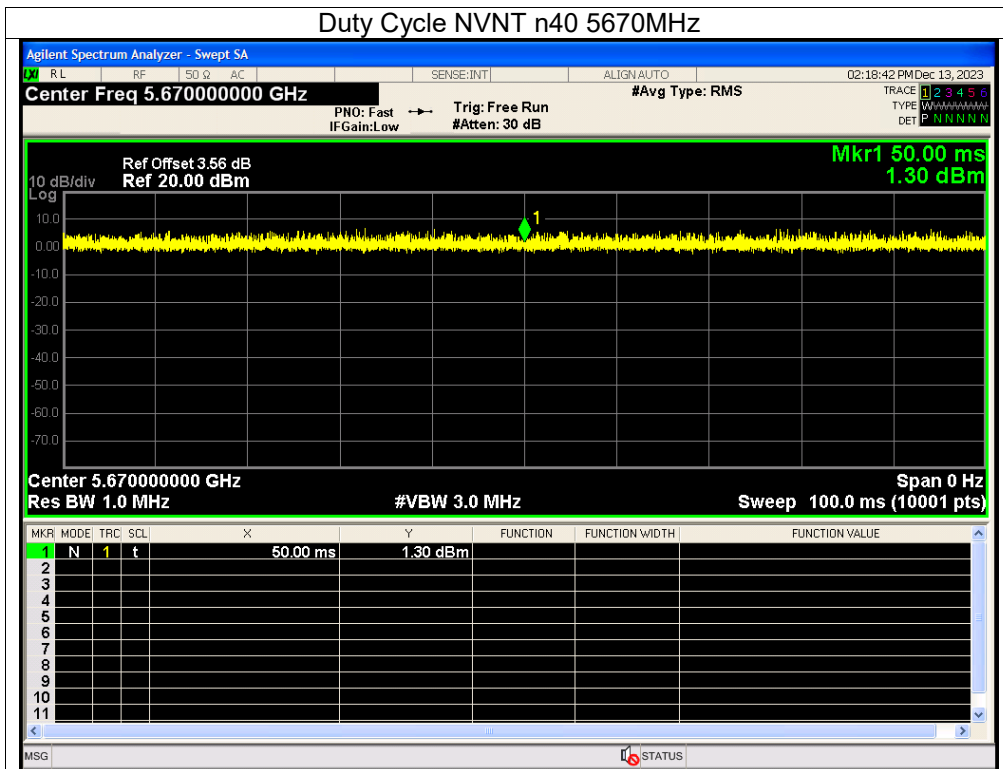 Duty Cycle NVNT n40 5670MHz
Agilent Spectrum Analyzer - Swept SA
LXI RL RF 50 Ω AC SENSE:INT ALIGN AUTO 02:18:42 PM Dec 13, 2023
Center Freq 5.670000000 GHz #Avg Type: RMS TRACE 1 2 3 4 5 6
PNO: Fast Trig: Free Run TYPE WWWWWW
IFGain:Low #Atten: 30 dB DET P N N N N N
Mkr1 50.00 ms
Ref Offset 3.56 dB
10 dB/div Ref 20.00 dBm 1.30 dBm
Log
10.0
1
0.00
-10.0
-20.0
-30.0
-40.0
-50.0
-60.0
-70.0
Center 5.670000000 GHz Span 0 Hz
Res BW 1.0 MHz #VBW 3.0 MHz Sweep 100.0 ms (10001 pts)
MKR MODE TRC SCL X Y FUNCTION FUNCTION WIDTH FUNCTION VALUE
1 N 1 t 50.00 ms 1.30 dBm
2
3
4
5
6
7
8
9
10
11
MSG STATUS